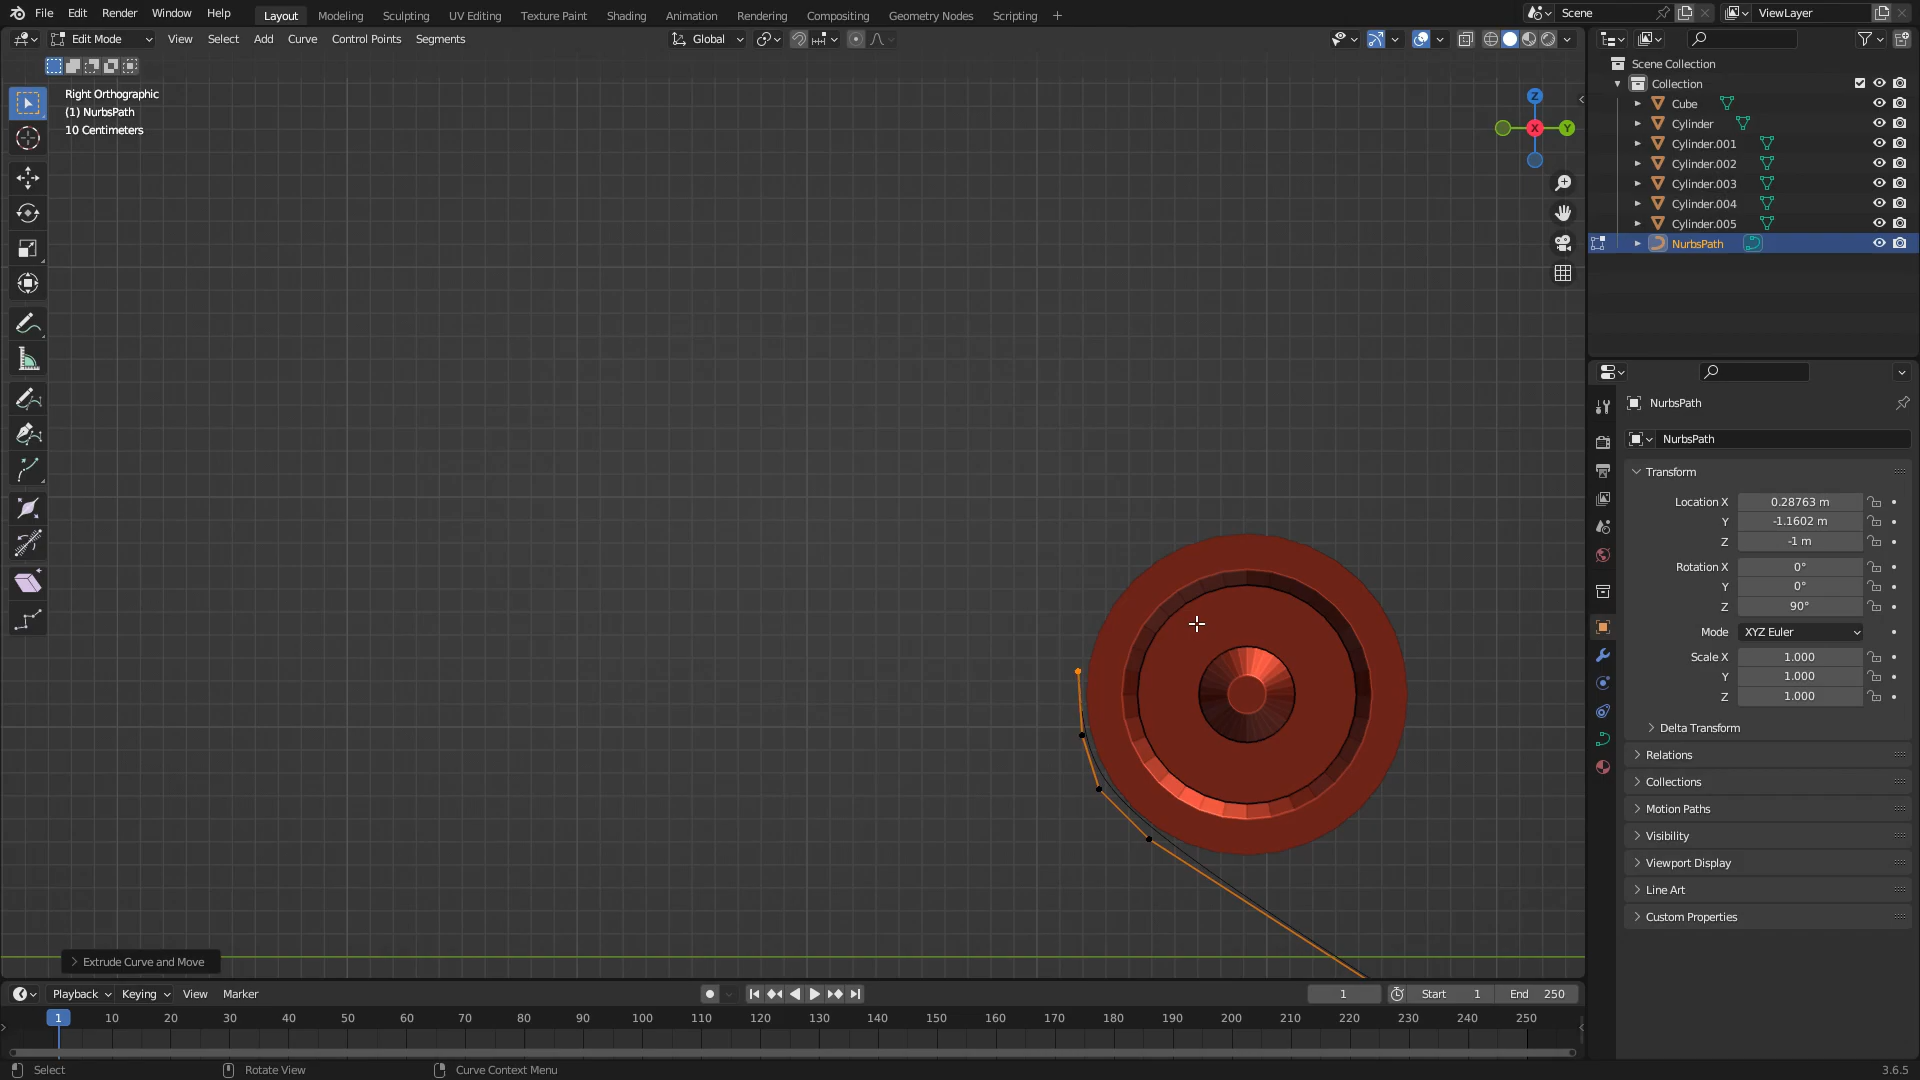 File Edit Render Window Help Layout Modeling Sculpting UV Editing Texture Paint Shading Animation Rendering Compositing Geometry Nodes Scripting + Scene ViewLayer
Edit Mode View Select Add Curve Control Points Segments Global
Right Orthographic
(1) NurbsPath
10 Centimeters
Z
X
Y
Scene Collection
Collection
Cube
Cylinder
Cylinder.001
Cylinder.002
Cylinder.003
Cylinder.004
Cylinder.005
NurbsPath
NurbsPath
NurbsPath
Transform
Location X 0.28763 m
Y -1.1602 m
Z -1 m
Rotation X 0°
Y 0°
Z 90°
Mode XYZ Euler
Scale X 1.000
Y 1.000
Z 1.000
Delta Transform
Relations
Collections
Motion Paths
Visibility
Viewport Display
Line Art
Custom Properties
Extrude Curve and Move
Playback Keying View Marker 1 Start 1 End 250
1 10 20 30 40 50 60 70 80 90 100 110 120 130 140 150 160 170 180 190 200 210 220 230 240 250
Select Rotate View Curve Context Menu 3.6.5